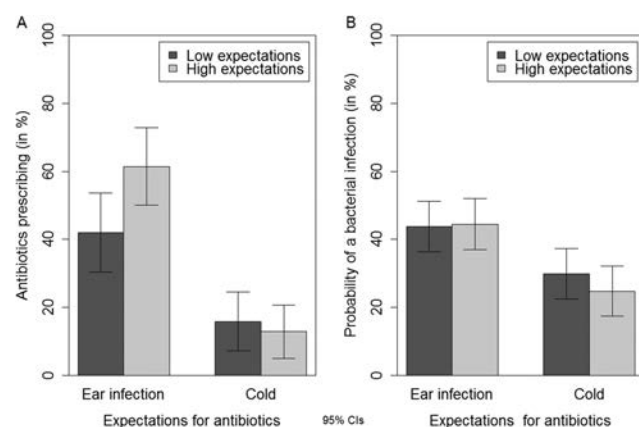 A
Low expectations
High expectations
Antibiotics prescribing (in %)
0 20 40 60 80 100
Ear infection Cold
Expectations for antibiotics
95% CIs
B
Low expectations
High expectations
Probability of a bacterial infection (in %)
0 20 40 60 80 100
Ear infection Cold
Expectations for antibiotics